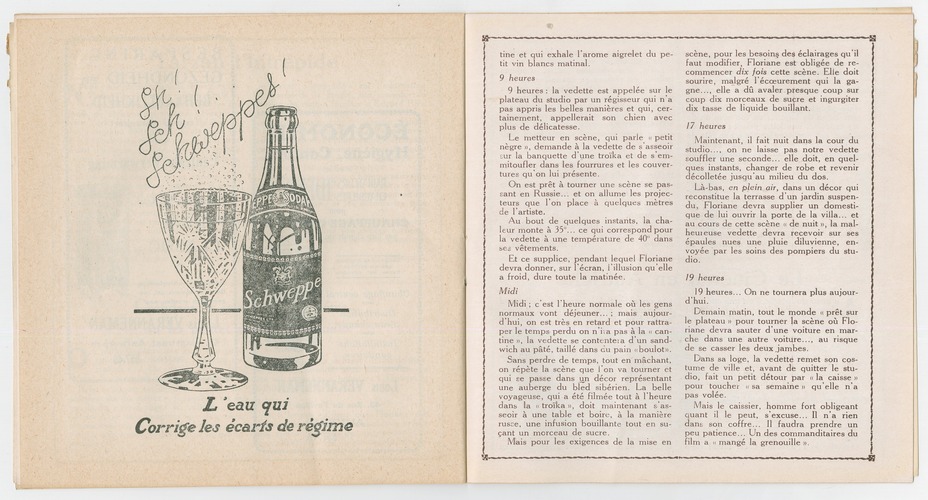 Sh!
Sch!
Schweppes!
PPE SODA
Schweppe
L'eau qui
Corrige les écarts de régime
tine et qui exhale l'arome aigrelet du pe-
tit vin blancs matinal.
9 heures
9 heures : la vedette est appelée sur le
plateau du studio par un régisseur qui n'a
pas appris les belles manières et qui, cer-
tainement, appellerait son chien avec
plus de délicatesse.
Le metteur en scène, qui parle « petit
nègre », demande à la vedette de s'asseoir
sur la banquette d'une troïka et de s'em-
mitoufler dans les fourrures et les couver-
tures qu'on lui présente.
On est prêt à tourner une scène se pas-
sant en Russie... et on allume les projec-
teurs que l'on place à quelques mètres
de l'artiste.
Au bout de quelques instants, la cha-
leur monte à 35°... ce qui correspond pour
la vedette à une température de 40° dans
ses vêtements.
Et ce supplice, pendant lequel Floriane
devra donner, sur l'écran, l'illusion qu'elle
a froid, dure toute la matinée.
Midi
Midi ; c'est l'heure normale où les gens
normaux vont déjeuner... ; mais aujour-
d'hui, on est très en retard et pour rattra-
per le temps perdu on n'ira pas à la « can-
tine », la vedette se contentera d'un sand-
wich au pâté, taillé dans du pain « boulot ».
Sans perdre de temps, tout en mâchant,
on répète la scène que l'on va tourner et
qui se passe dans un décor représentant
une auberge du bled sibérien. La belle
voyageuse, qui a été filmée tout à l'heure
dans la « troïka », doit maintenant s'as-
seoir à une table et boire, à la manière
russe, une infusion bouillante tout en su-
çant un morceau de sucre.
Mais pour les exigences de la mise en
scène, pour les besoins des éclairages qu'il
faut modifier, Floriane est obligée de re-
commencer dix fois cette scène. Elle doit
sourire, malgré l'écœurement qui la ga-
gne..., elle a dû avaler presque coup sur
coup dix morceaux de sucre et ingurgiter
dix tasse de liquide bouillant.
17 heures
Maintenant, il fait nuit dans la cour du
studio..., on ne laisse pas notre vedette
souffler une seconde... elle doit, en quel-
ques instants, changer de robe et revenir
décolletée jusqu'au milieu du dos.
Là-bas, en plein air, dans un décor qui
reconstitue la terrasse d'un jardin suspen-
du, Floriane devra supplier un domesti-
que de lui ouvrir la porte de la villa... et
au cours de cette scène « de nuit », la mal-
heureuse vedette devra recevoir sur ses
épaules nues une pluie diluvienne, en-
voyée par les soins des pompiers du stu-
dio.
19 heures
19 heures... On ne tournera plus aujour-
d'hui.
Demain matin, tout le monde « prêt sur
le plateau » pour tourner la scène où Flo-
riane devra sauter d'une voiture en mar-
che dans une autre voiture..., au risque
de se casser les deux jambes.
Dans sa loge, la vedette remet son cos-
tume de ville et, avant de quitter le stu-
dio, fait un petit détour par « la caisse »
pour toucher « sa semaine » qu'elle n'a
pas volée.
Mais le caissier, homme fort obligeant
quant il le peut, s'excuse... Il n'a rien
dans son coffre... Il faudra prendre un
peu patience... Un des commanditaires du
film a « mangé la grenouille ».